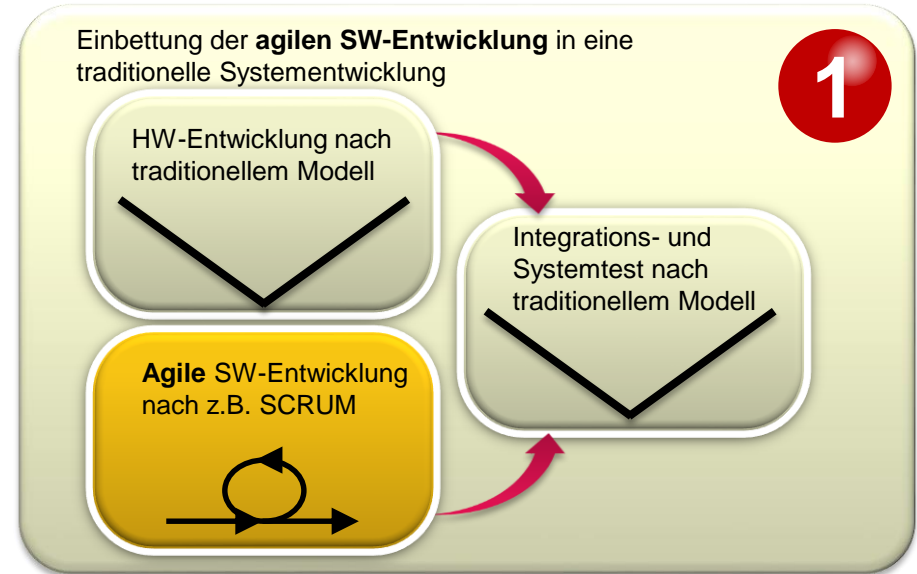 Einbettung der agilen SW-Entwicklung in eine
traditionelle Systementwicklung
1
HW-Entwicklung nach
traditionellem Modell
Integrations- und
Systemtest nach
traditionellem Modell
Agile SW-Entwicklung
nach z.B. SCRUM